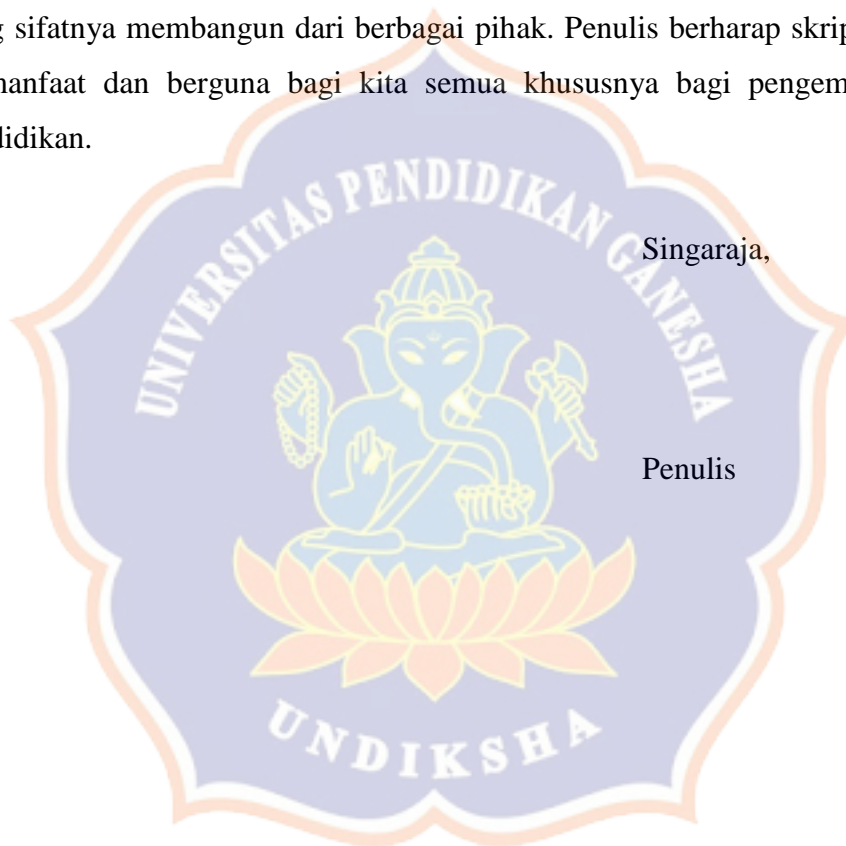 g sifatnya membangun dari berbagai pihak. Penulis berharap skrip
nanfaat dan berguna bagi kita semua khususnya bagi pengem
didikan.
UNIVERSITAS PENDIDIKAN GANESHA
Singaraja,
Penulis
UNDIKSHA